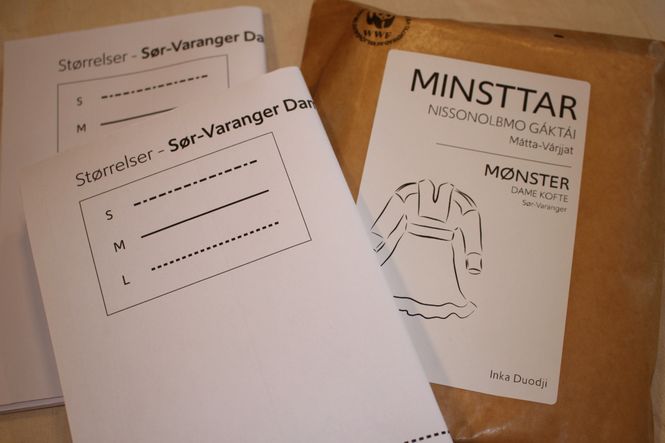 Størrelser - Sør-Varanger Da
S
M
Størrelser - Sør-Varanger Dam
S
M
L
WWF
MINSTTAR
NISSONOLBMO GÁKTÁI
Mátta-Várjjat
MØNSTER
DAME KOFTE
Sør-Varanger
Inka Duodji